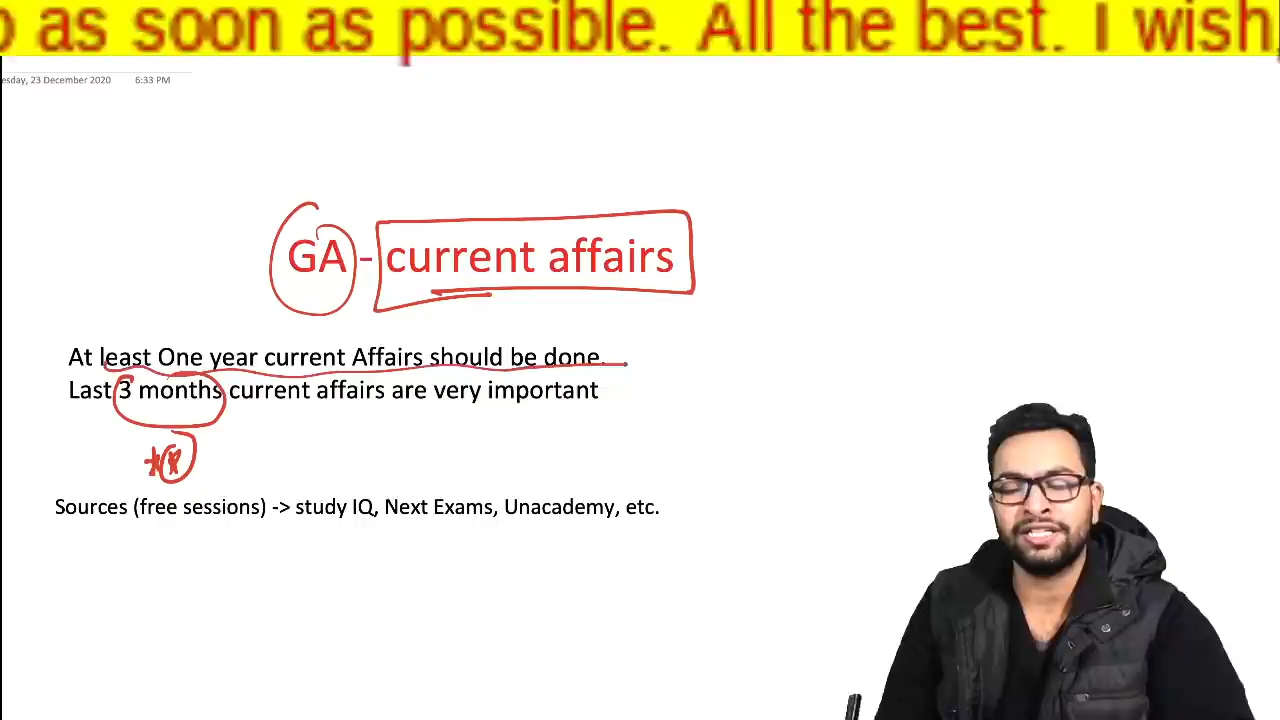 o as soon as possible. All the best. I wish,
esday, 23 December 2020 6:33 PM
GA - current affairs
At least One year current Affairs should be done.
Last 3 months current affairs are very important
Sources (free sessions) -> study IQ, Next Exams, Unacademy, etc.